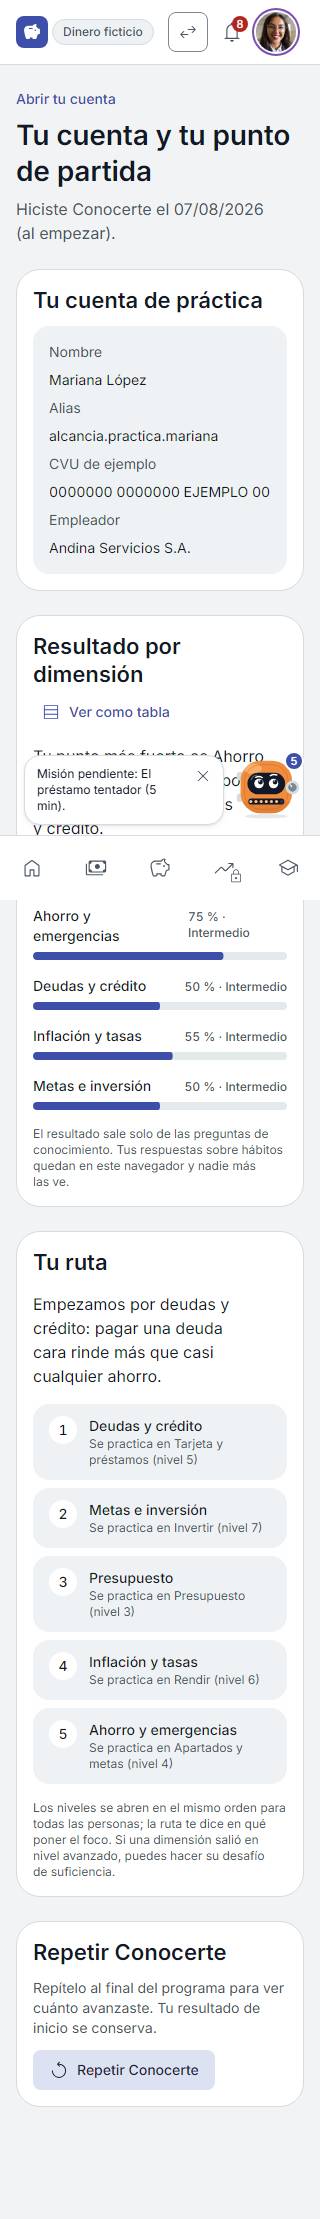 Dinero ficticio
8
Abrir tu cuenta
Tu cuenta y tu punto
de partida
Hiciste Conocerte el 07/08/2026
(al empezar).
Tu cuenta de práctica
Nombre
Mariana López
Alias
alcancia.practica.mariana
CVU de ejemplo
0000000 0000000 EJEMPLO 00
Empleador
Andina Servicios S.A.
Resultado por
dimensión
Ver como tabla
Tu punto más fuerte es Ahorro
5
Misión pendiente: El
préstamo tentador (5
min).
y crédito.
Ahorro y
emergencias
75 % ·
Intermedio
Deudas y crédito
50 % · Intermedio
Inflación y tasas
55 % · Intermedio
Metas e inversión
50 % · Intermedio
El resultado sale solo de las preguntas de
conocimiento. Tus respuestas sobre hábitos
quedan en este navegador y nadie más
las ve.
Tu ruta
Empezamos por deudas y
crédito: pagar una deuda
cara rinde más que casi
cualquier ahorro.
1
Deudas y crédito
Se practica en Tarjeta y
préstamos (nivel 5)
2
Metas e inversión
Se practica en Invertir (nivel 7)
3
Presupuesto
Se practica en Presupuesto
(nivel 3)
4
Inflación y tasas
Se practica en Rendir (nivel 6)
5
Ahorro y emergencias
Se practica en Apartados y
metas (nivel 4)
Los niveles se abren en el mismo orden para
todas las personas; la ruta te dice en qué
poner el foco. Si una dimensión salió en
nivel avanzado, puedes hacer su desafío
de suficiencia.
Repetir Conocerte
Repítelo al final del programa para ver
cuánto avanzaste. Tu resultado de
inicio se conserva.
Repetir Conocerte